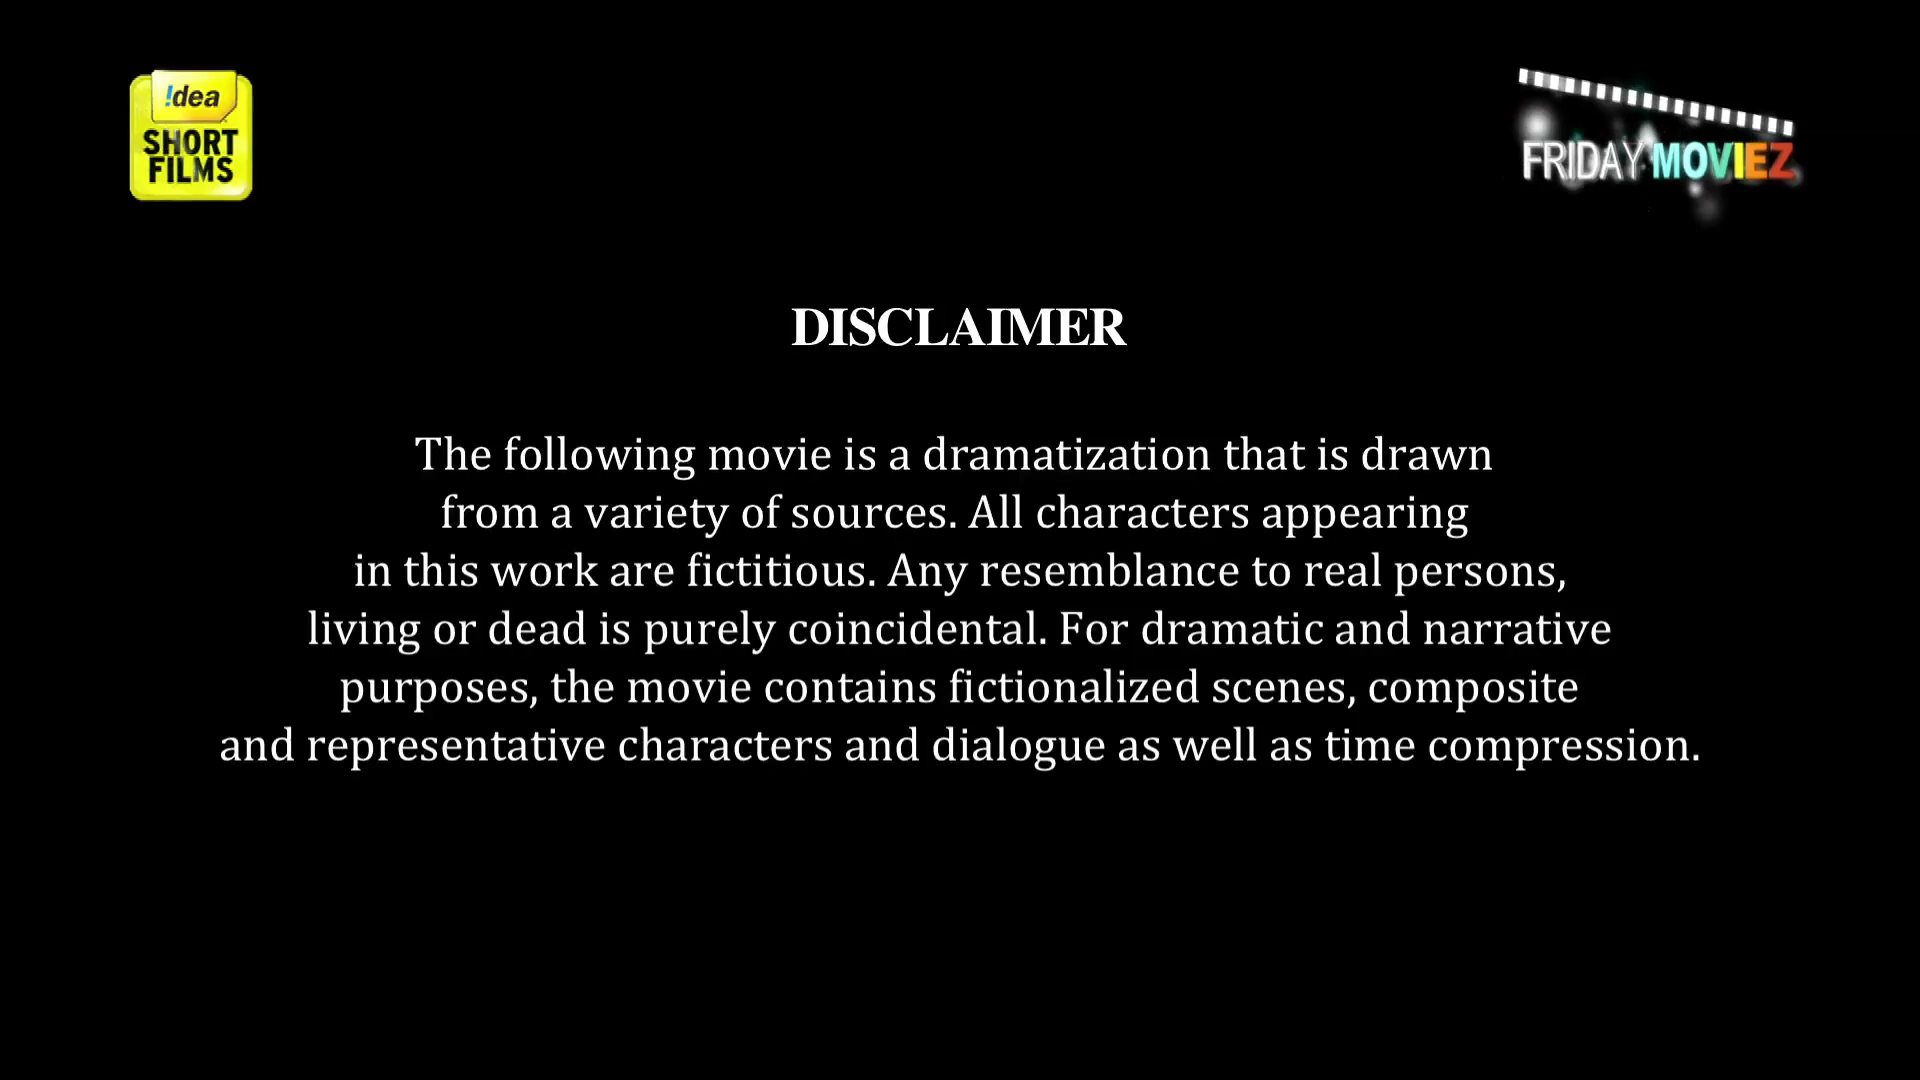 !dea
SHORT
FILMS
FRIDAY MOVIEZ
DISCLAIMER
The following movie is a dramatization that is drawn
from a variety of sources. All characters appearing
in this work are fictitious. Any resemblance to real persons,
living or dead is purely coincidental. For dramatic and narrative
purposes, the movie contains fictionalized scenes, composite
and representative characters and dialogue as well as time compression.